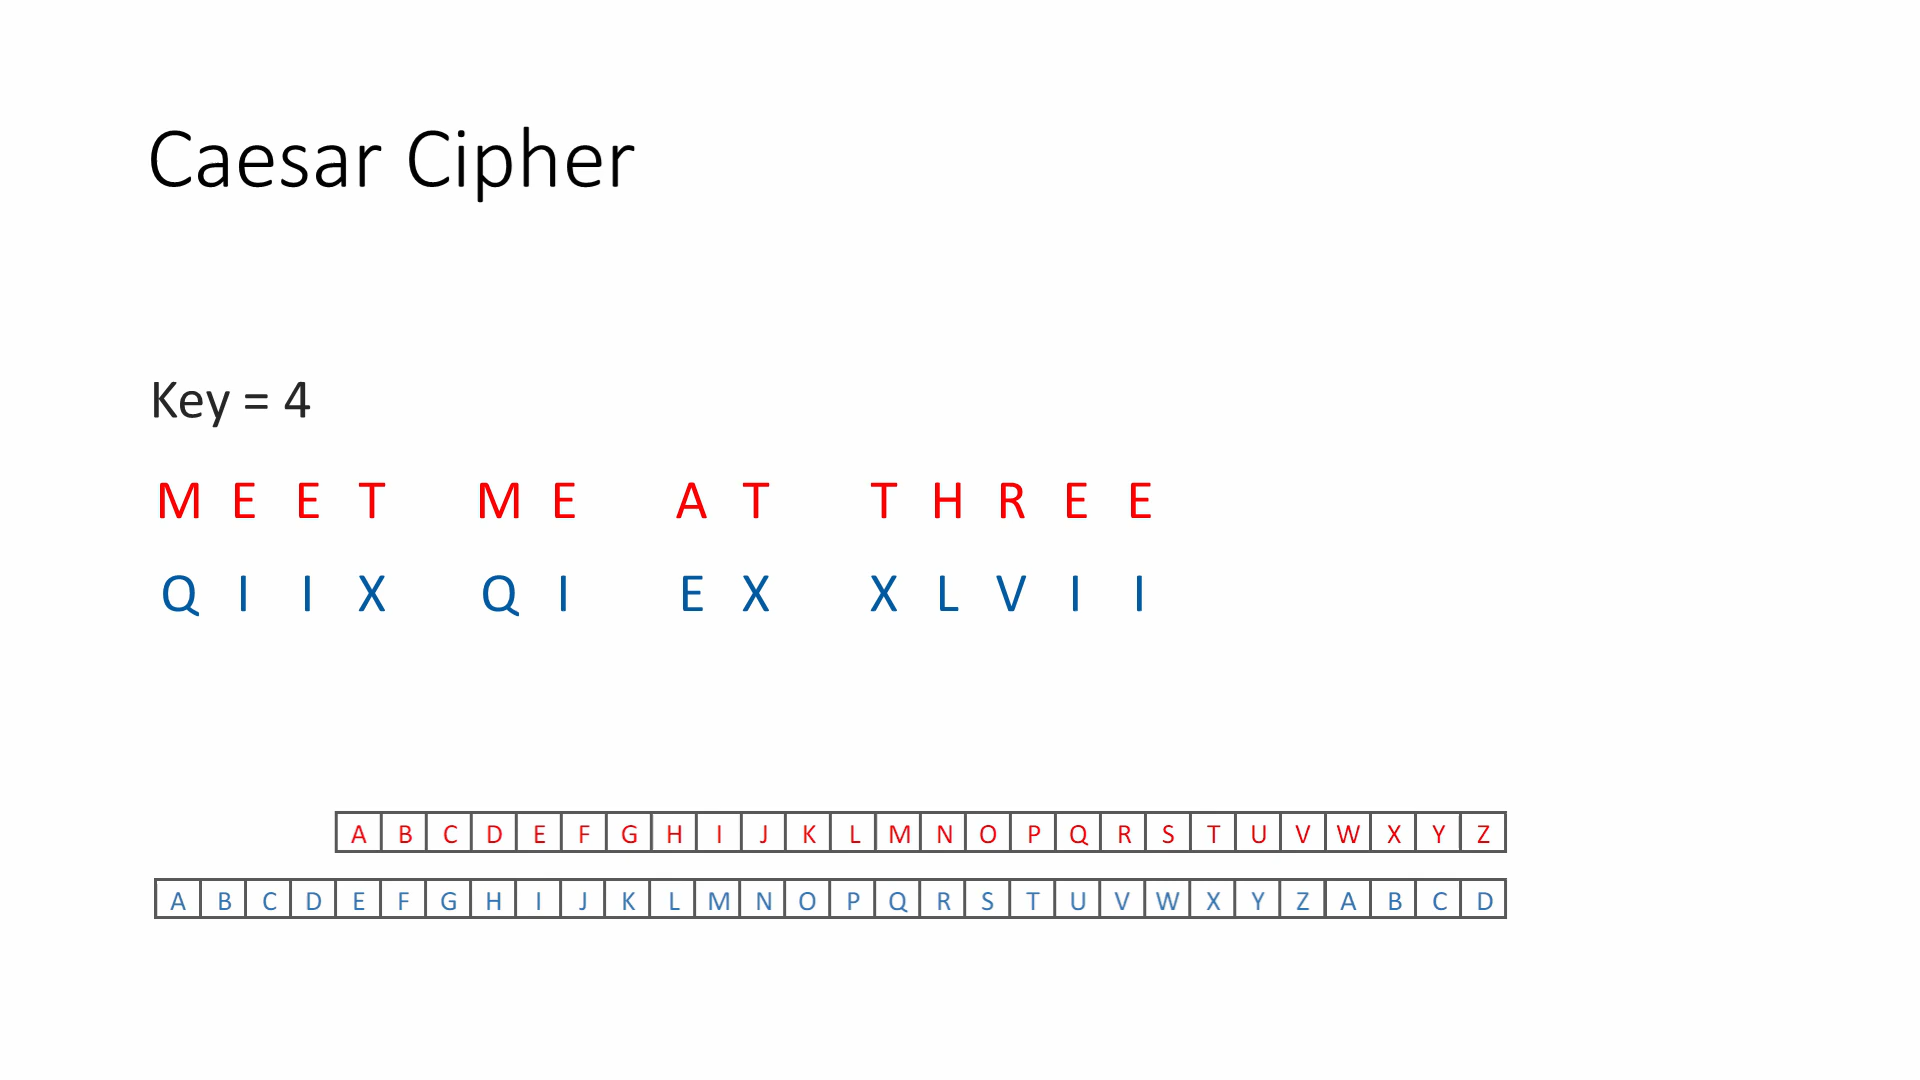 Caesar Cipher
Key = 4
M E E T M E A T T H R E E
Q I I X Q I E X X L V I I
A B C D E F G H I J K L M N O P Q R S T U V W X Y Z
A B C D E F G H I J K L M N O P Q R S T U V W X Y Z A B C D